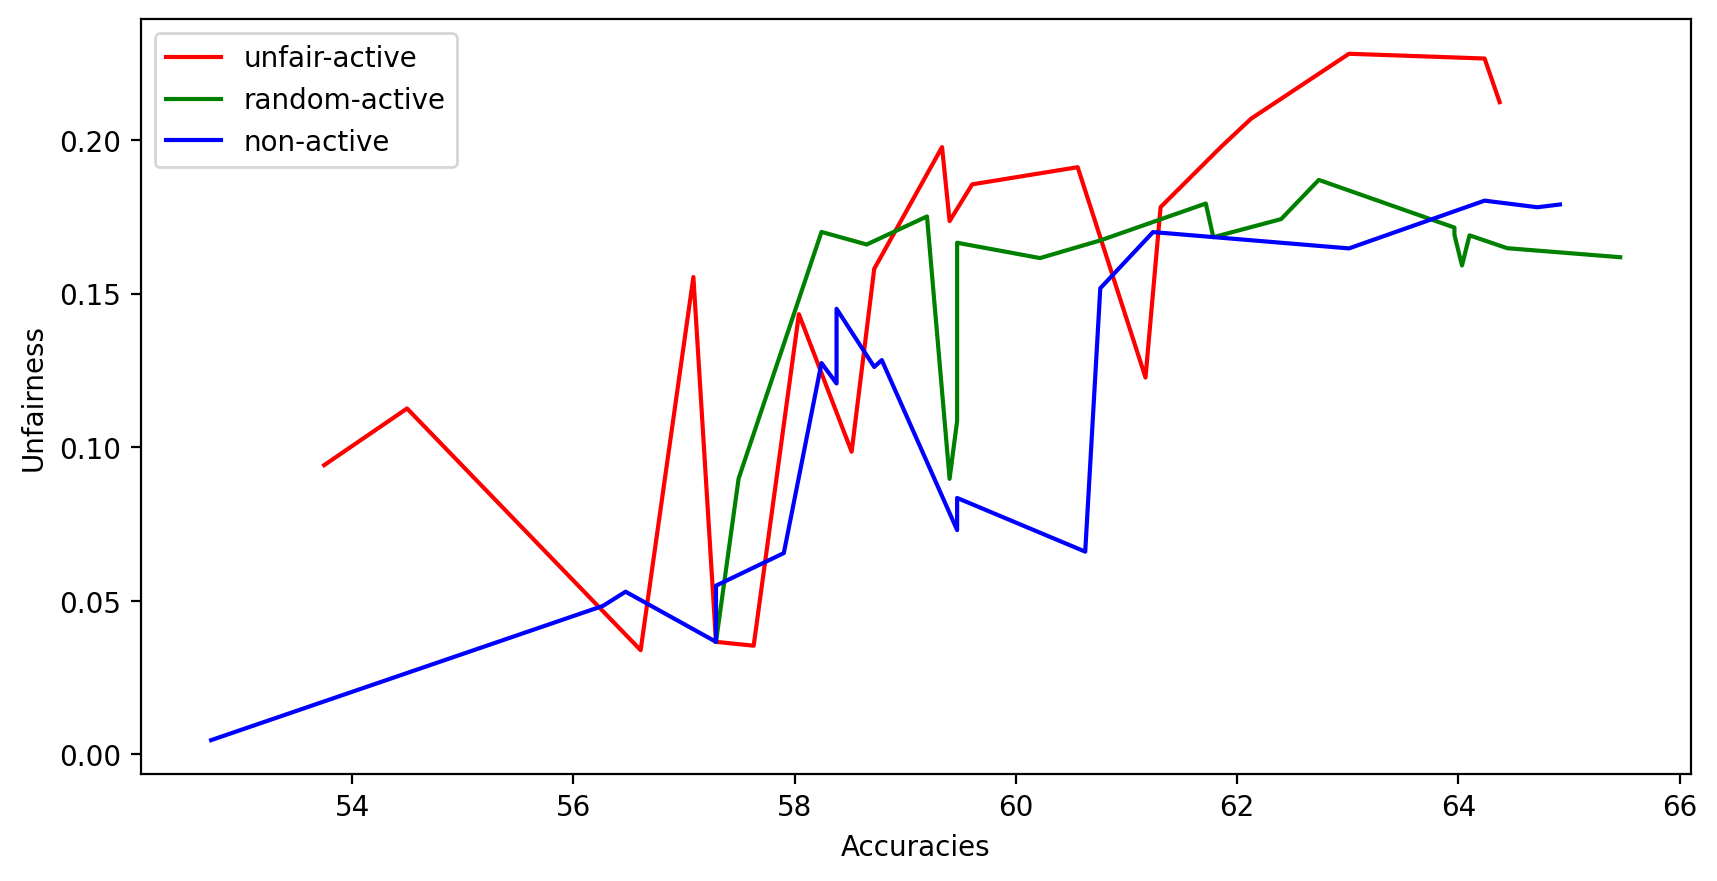 unfair-active
random-active
non-active
0.20
0.15
0.10
0.05
0.00
Unfairness
54 56 58 60 62 64 66
Accuracies